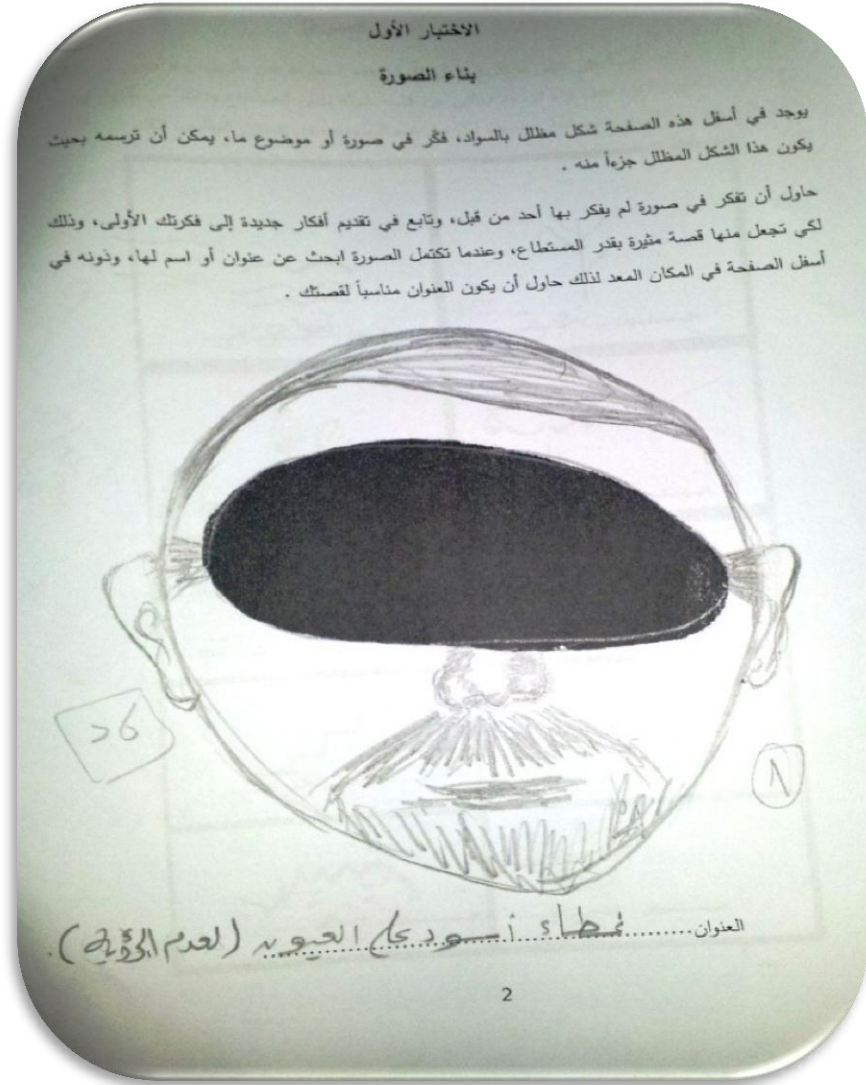 الاختبار الأول
بناء الصورة
يوجد في أسفل هذه الصفحة شكل مظلل بالسواد، فكّر في صورة أو موضوع ما، يمكن أن ترسمه بحيث
يكون هذا الشكل المظلل جزءاً منه .
حاول أن تفكر في صورة لم يفكر بها أحد من قبل، وتابع في تقديم أفكار جديدة إلى فكرتك الأولى، وذلك
لكي تجعل منها قصة مثيرة بقدر المستطاع، وعندما تكتمل الصورة ابحث عن عنوان أو اسم لها، ودونه في
أسفل الصفحة في المكان المعد لذلك حاول أن يكون العنوان مناسباً لقصتك .
٨
العنوان......... غطاء أسود على العيون (لعدم الرؤية).
2